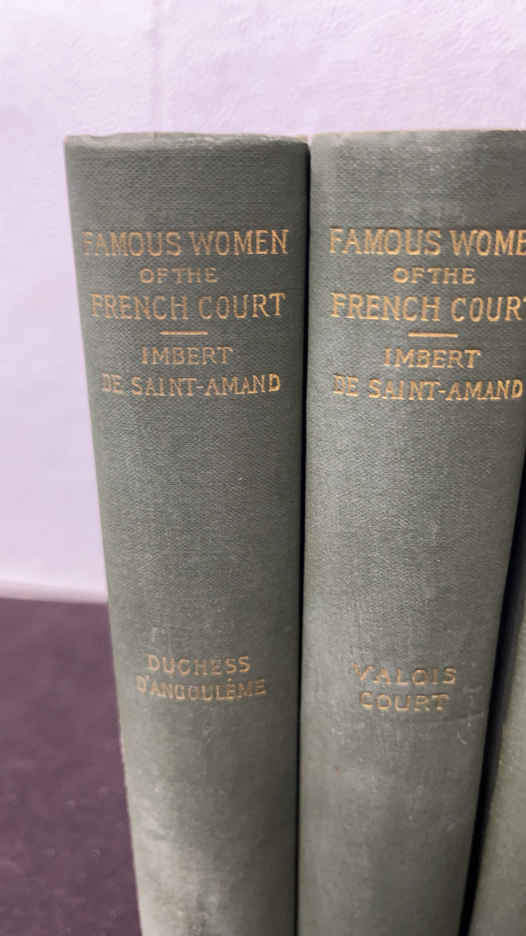 FAMOUS WOMEN
OF THE
FRENCH COURT
IMBERT
DE SAINT-AMAND
DUCHESS
D'ANGOULÊME
FAMOUS WOME
OF THE
FRENCH COUR
IMBERT
DE SAINT-AMAND
VALOIS
COURT